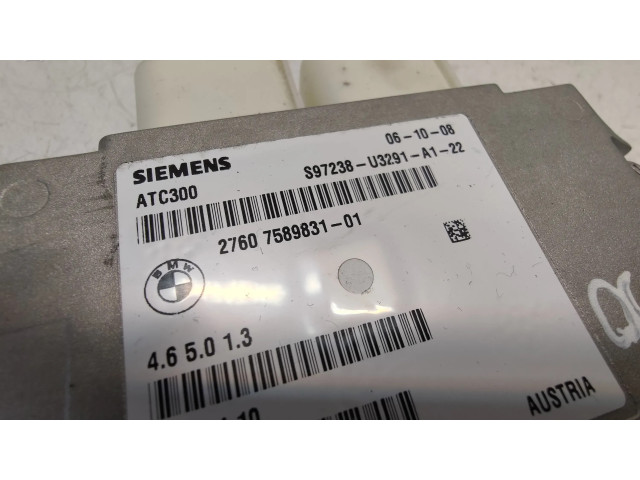 06-10-08
SIEMENS
S97238-U3291-A1-22
ATC300
2760 7589831-01
BMW
4.6 5.0 1.3
AUSTRIA